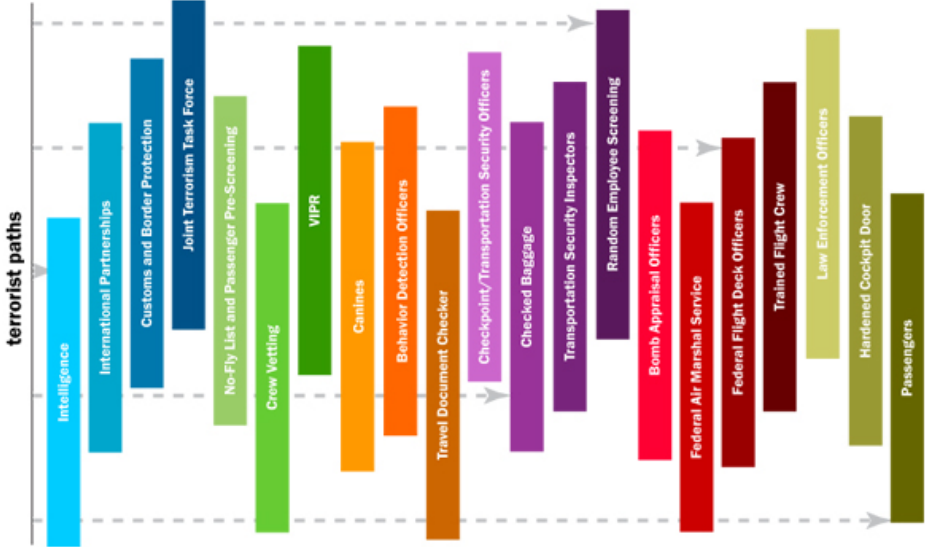 terrorist paths
Intelligence
International Partnerships
Customs and Border Protection
Joint Terrorism Task Force
No-Fly List and Passenger Pre-Screening
Crew Vetting
VIPR
Canines
Behavior Detection Officers
Travel Document Checker
Checkpoint/Transportation Security Officers
Checked Baggage
Transportation Security Inspectors
Random Employee Screening
Bomb Appraisal Officers
Federal Air Marshal Service
Federal Flight Deck Officers
Trained Flight Crew
Law Enforcement Officers
Hardened Cockpit Door
Passengers